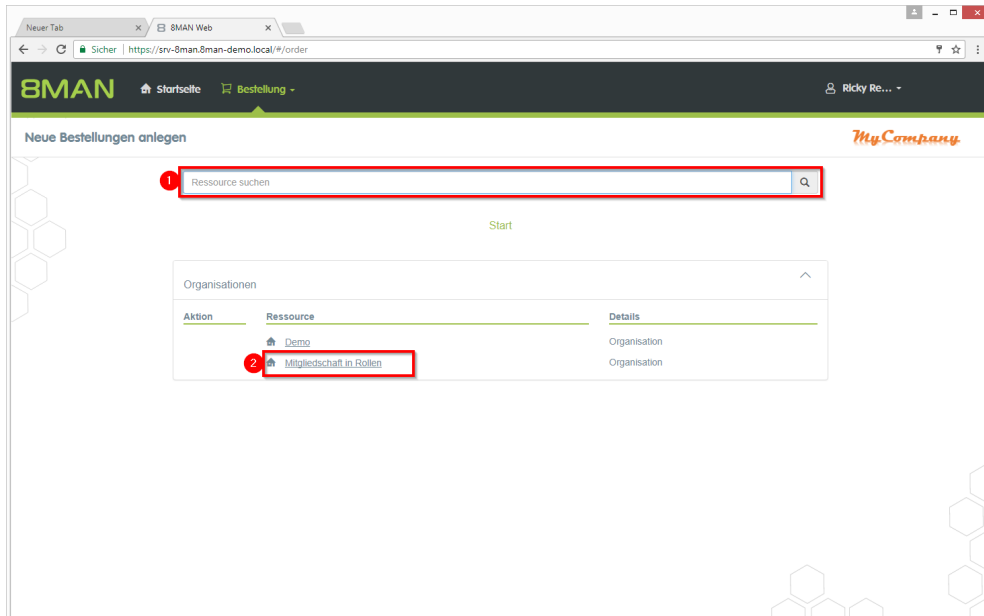 Neuer Tab
8MAN Web
Sicher https://srv-8man.8man-demo.local/#/order
8MAN Startseite Bestellung Ricky Re...
Neue Bestellungen anlegen MyCompany
1 Ressource suchen
Start
Organisationen
Aktion Ressource Details
Demo Organisation
2 Mitgliedschaft in Rollen Organisation